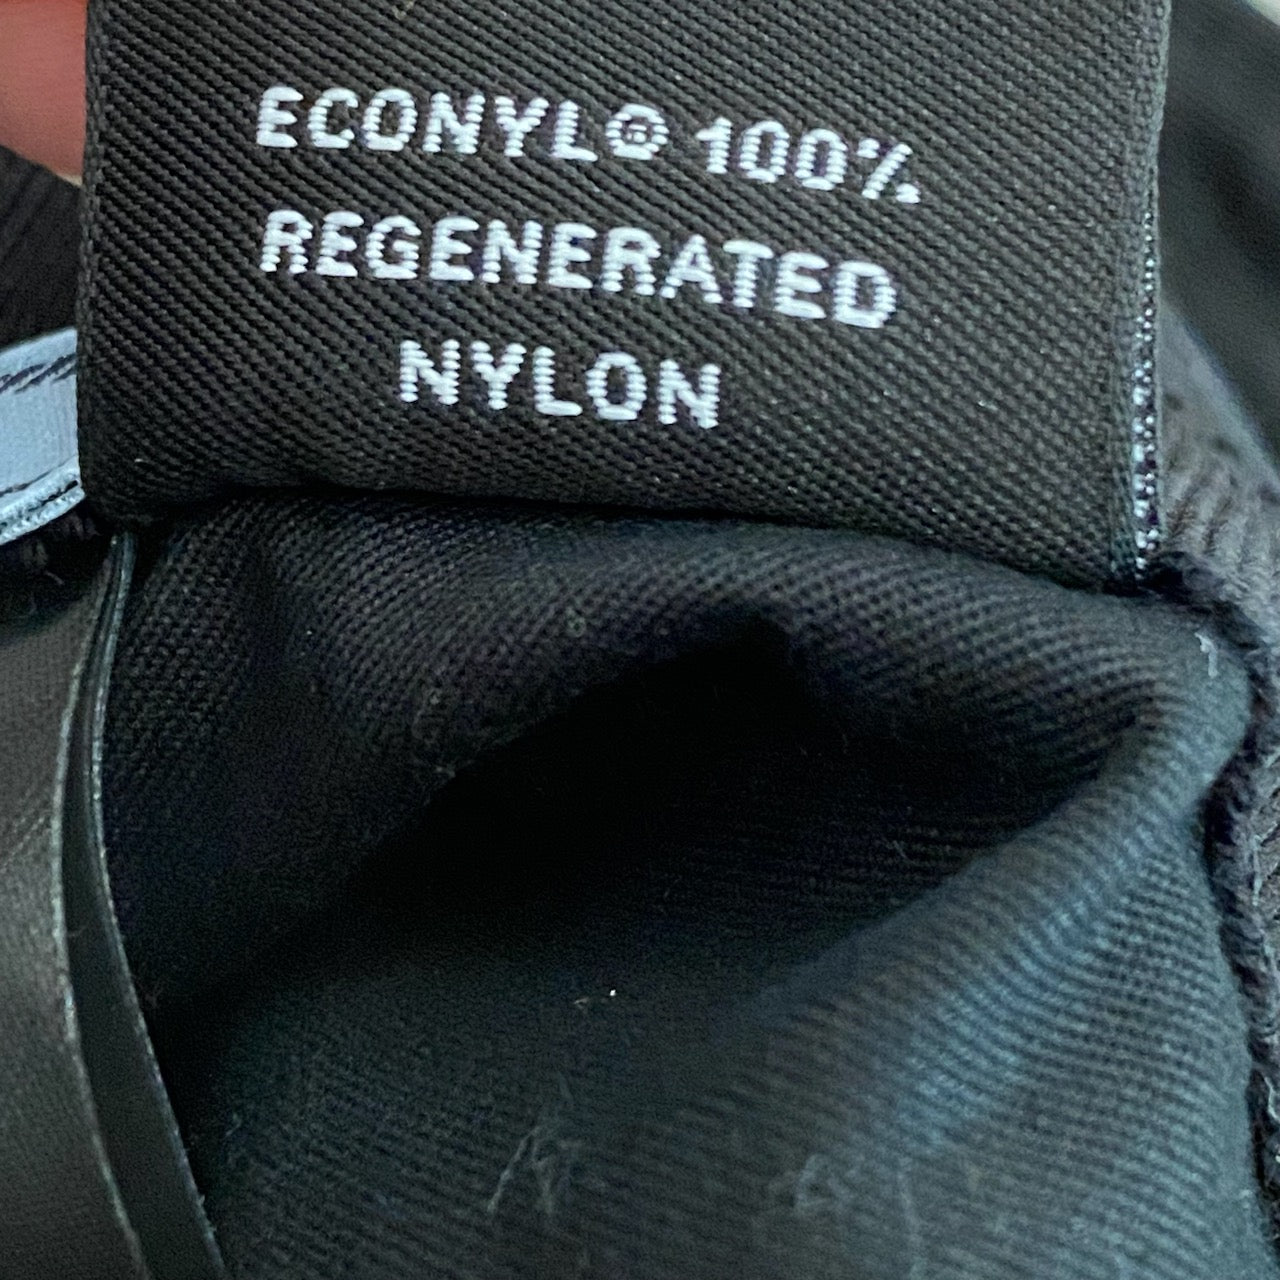 ECONYL® 100%
REGENERATED
NYLON